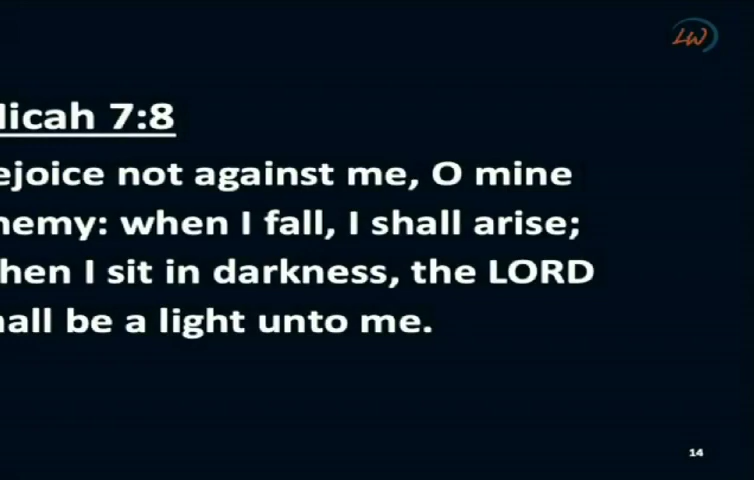 LW
Micah 7:8
ejoice not against me, O mine
nemy: when I fall, I shall arise;
hen I sit in darkness, the LORD
hall be a light unto me.
14